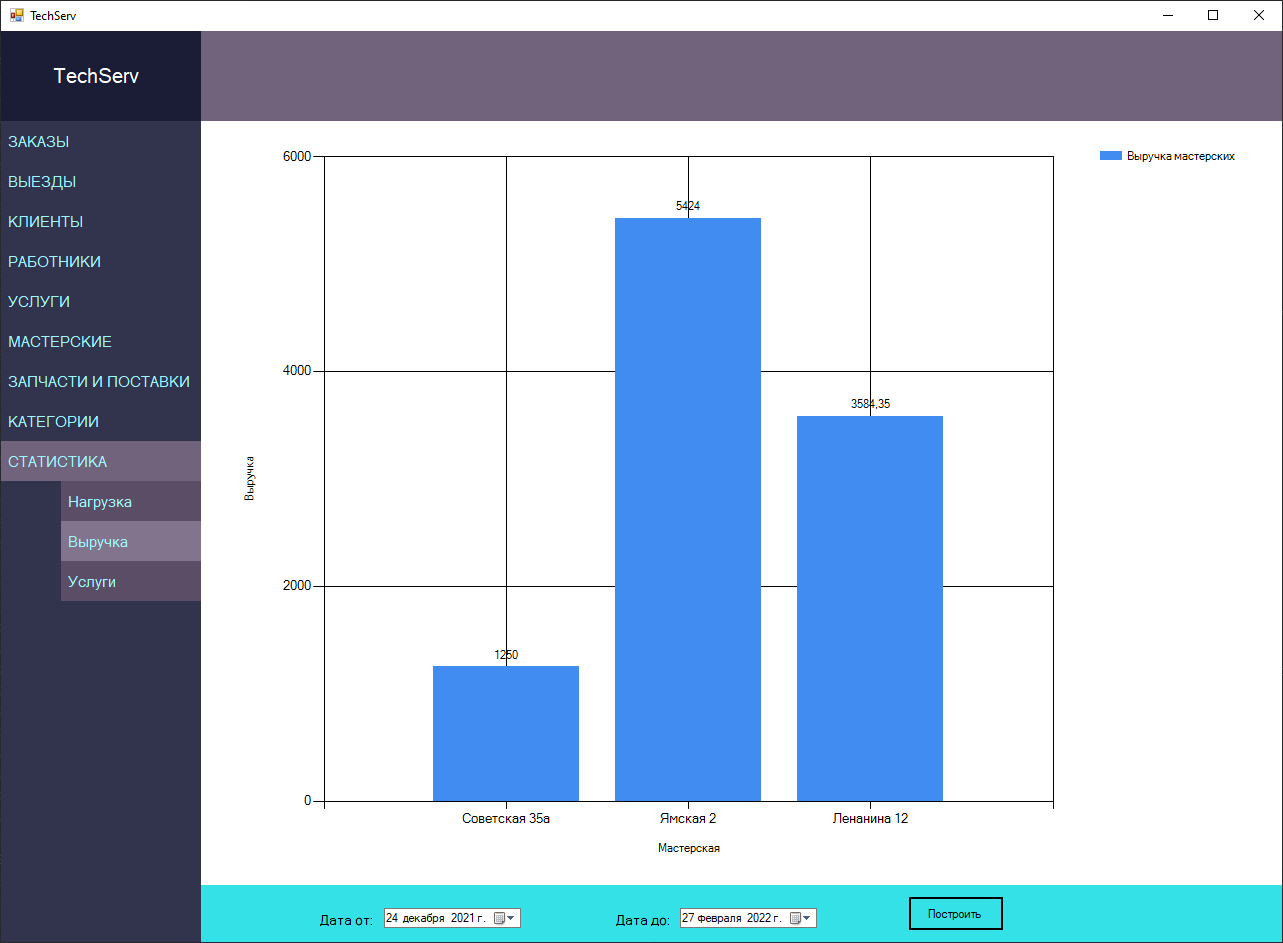 TechServ
TechServ
ЗАКАЗЫ
ВЫЕЗДЫ
КЛИЕНТЫ
РАБОТНИКИ
УСЛУГИ
МАСТЕРСКИЕ
ЗАПЧАСТИ И ПОСТАВКИ
КАТЕГОРИИ
СТАТИСТИКА
Нагрузка
Выручка
Услуги
Выручка мастерских
6000
4000
2000
0
Выручка
5424
3584,35
1250
Советская 35а
Ямская 2
Ленанина 12
Мастерская
Дата от: 24 декабря 2021 г.
Дата до: 27 февраля 2022 г.
Построить